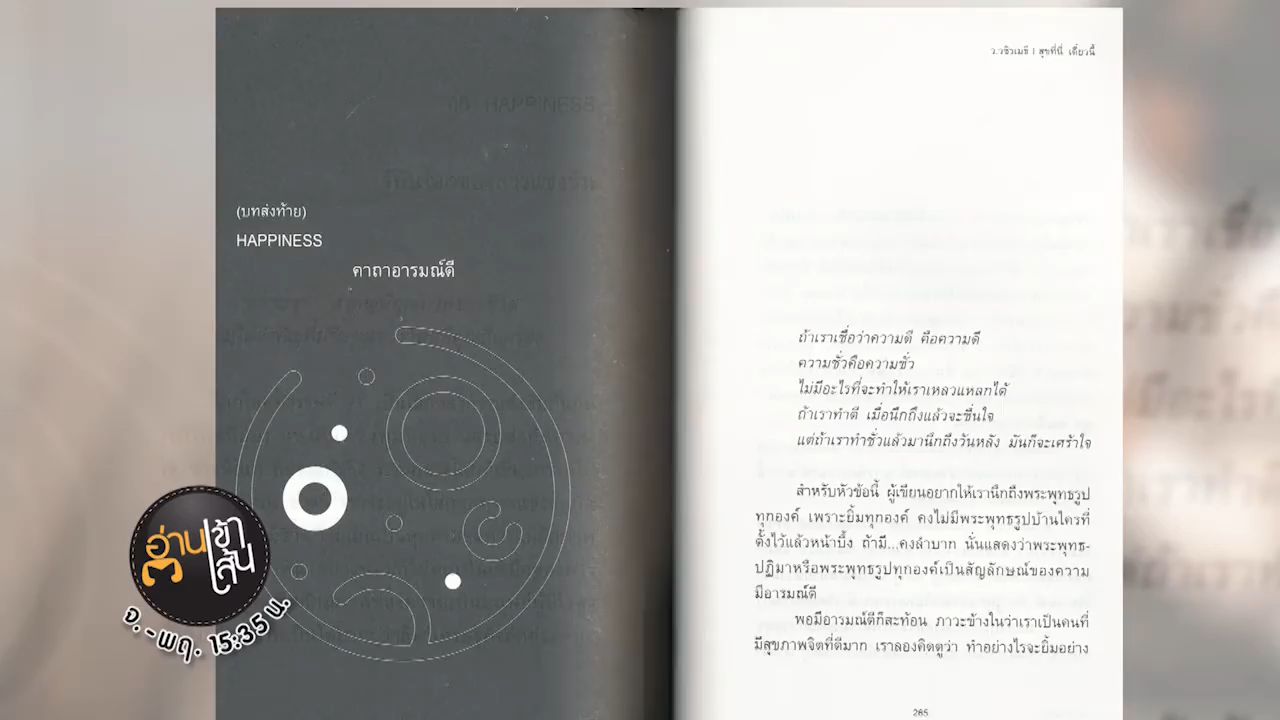 (บทส่งท้าย)
HAPPINESS
คาถาอารมณ์ดี
ว.วชิรเมธี | สุขที่นี่ เดี๋ยวนี้
ถ้าเราเชื่อว่าความดี คือความดี
ความชั่วคือความชั่ว
ไม่มีอะไรที่จะทำให้เราเหลวแหลกได้
ถ้าเราทำดี เมื่อนึกถึงแล้วจะชื่นใจ
แต่ถ้าเราทำชั่วแล้วมานึกถึงวันหลัง มันก็จะเศร้าใจ
สำหรับหัวข้อนี้ ผู้เขียนอยากให้เรานึกถึงพระพุทธรูป
ทุกองค์ เพราะยิ้มทุกองค์ คงไม่มีพระพุทธรูปบ้านใครที่
ตั้งไว้แล้วหน้าบึ้ง ถ้ามี...คงลำบาก นั่นแสดงว่าพระพุทธ-
ปฏิมาหรือพระพุทธรูปทุกองค์เป็นสัญลักษณ์ของความ
มีอารมณ์ดี
พอมีอารมณ์ดีก็สะท้อน ภาวะข้างในว่าเราเป็นคนที่
มีสุขภาพจิตที่ดีมาก เราลองคิดดูว่า ทำอย่างไรจะยิ้มอย่าง
265
อ่านเข้าเส้น
จ.-พฤ. 15:35 น.